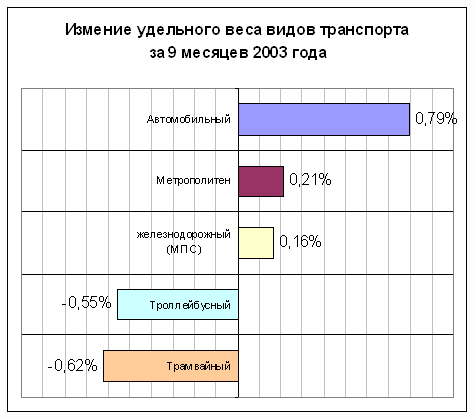 Измение удельного веса видов транспорта
за 9 месяцев 2003 года
Автомобильный
0,79%
Метрополитен
0,21%
железнодорожный
(МПС)
0,16%
-0,55%
Троллейбусный
-0,62%
Трамвайный